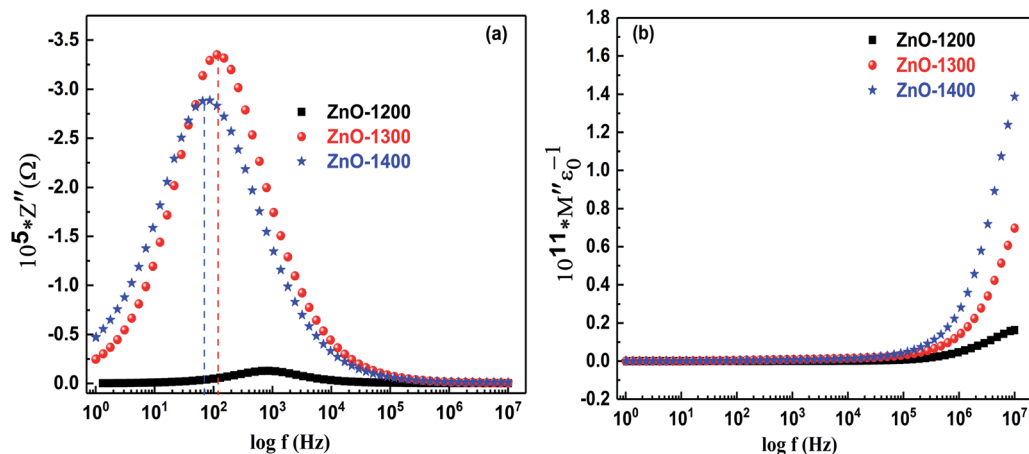 (a)
-3.5
-3.0
-2.5
-2.0
-1.5
-1.0
-0.5
0.0
10⁵*Z″(Ω)
ZnO-1200
ZnO-1300
ZnO-1400
10⁰ 10¹ 10² 10³ 10⁴ 10⁵ 10⁶ 10⁷
log f (Hz)
(b)
1.8
1.6
1.4
1.2
1.0
0.8
0.6
0.4
0.2
0.0
-0.2
10¹¹*M″ε₀⁻¹
ZnO-1200
ZnO-1300
ZnO-1400
10⁰ 10¹ 10² 10³ 10⁴ 10⁵ 10⁶ 10⁷
log f (Hz)